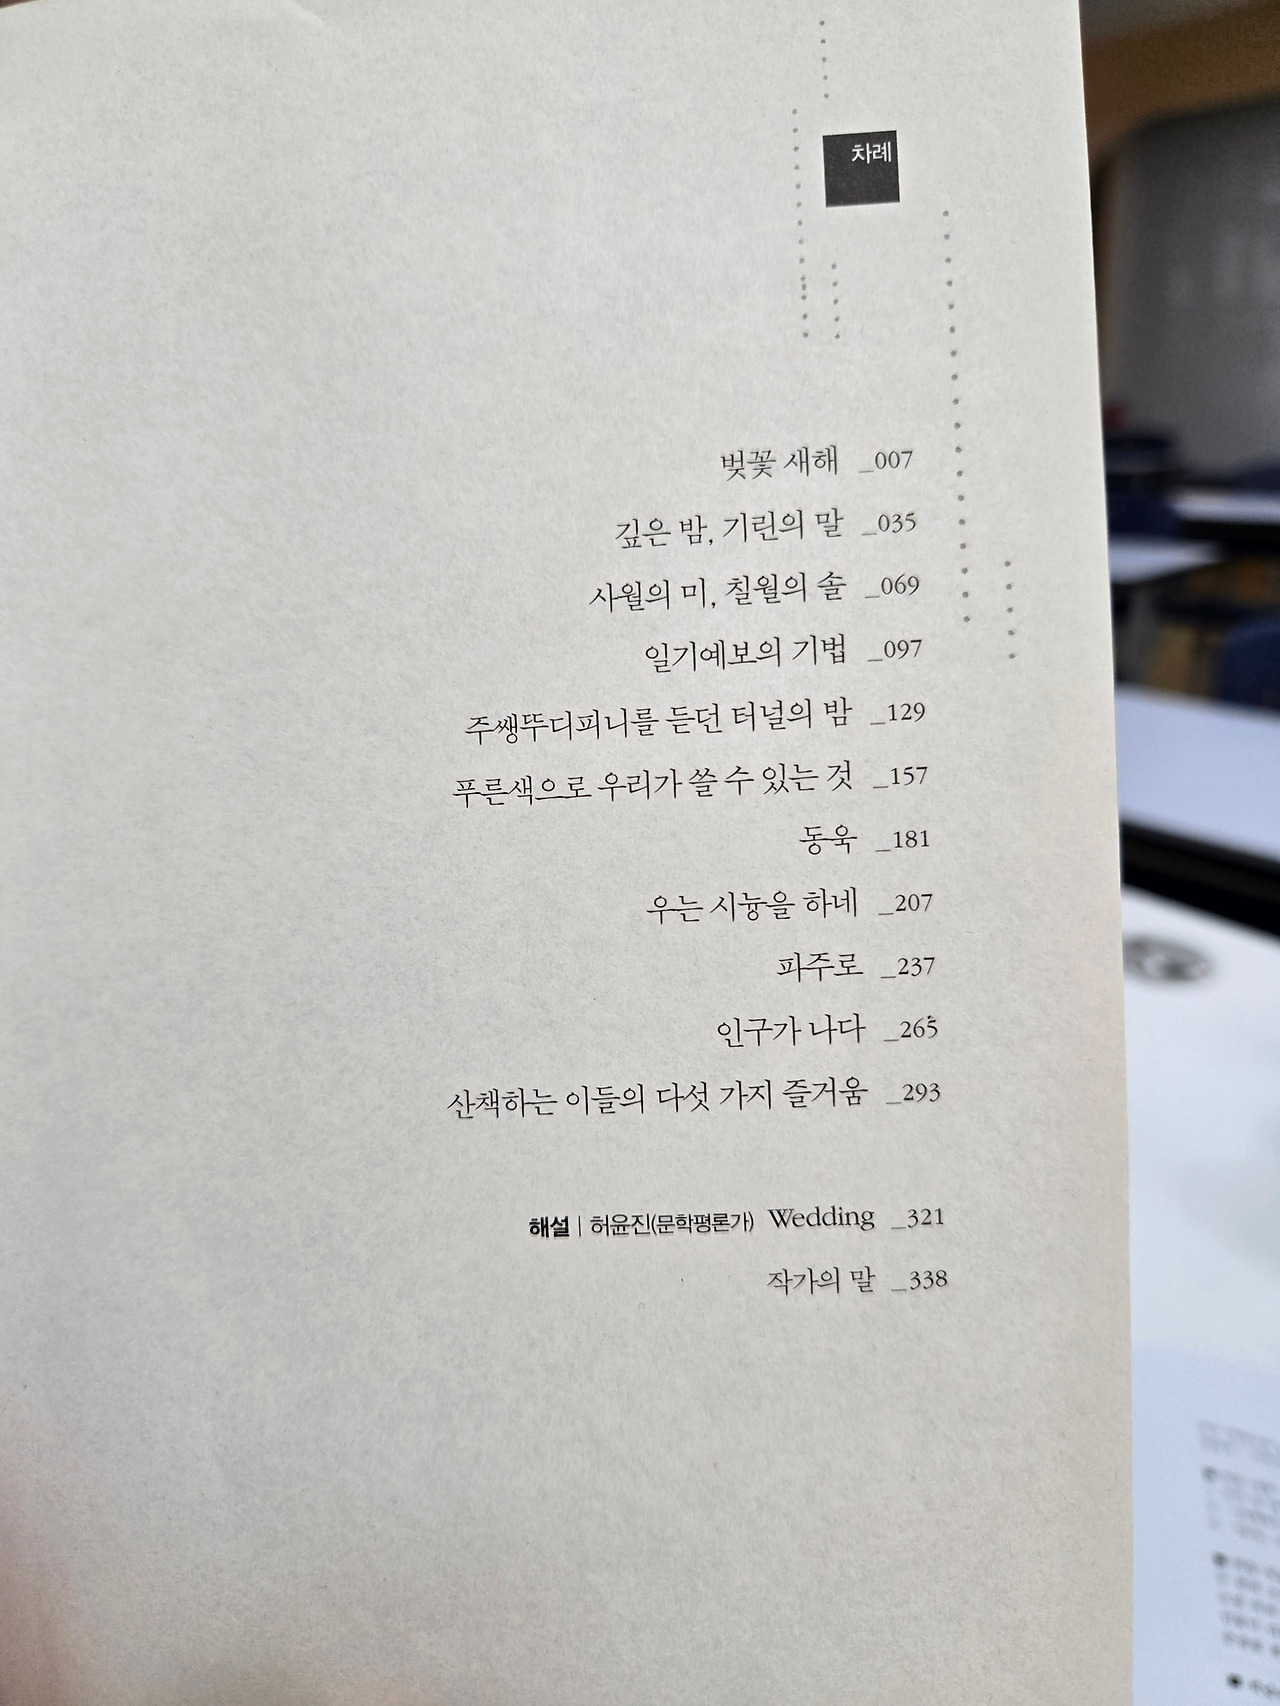 차례
벚꽃 새해 _007
깊은 밤, 기린의 말 _035
사월의 미, 칠월의 솔 _069
일기예보의 기법 _097
주쌩뚜디피니를 듣던 터널의 밤 _129
푸른색으로 우리가 쓸 수 있는 것 _157
동욱 _181
우는 시늉을 하네 _207
파주로 _237
인구가 나다 _265
산책하는 이들의 다섯 가지 즐거움 _293
해설 | 허윤진(문학평론가) Wedding _321
작가의 말 _338